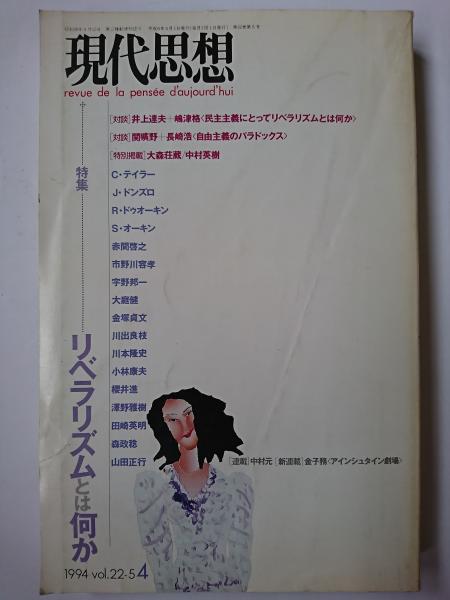 現代思想
revue de la pensée d'aujourd'hui
[対談]井上達夫+嶋津格〈民主主義にとってリベラリズムとは何か〉
[対談]関曠野+長崎浩〈自由主義のパラドックス〉
[特別掲載]大森荘蔵/中村英樹
特集
リベラリズムとは何か
C・テイラー
J・ドンズロ
R・ドゥオーキン
S・オーキン
赤間啓之
市野川容孝
宇野邦一
大庭健
金塚貞文
川出良枝
川本隆史
小林康夫
櫻井進
澤野雅樹
田崎英明
森政稔
山田正行
[連載]中村元[新連載]金子務〈アインシュタイン劇場〉
1994 vol.22-5 4